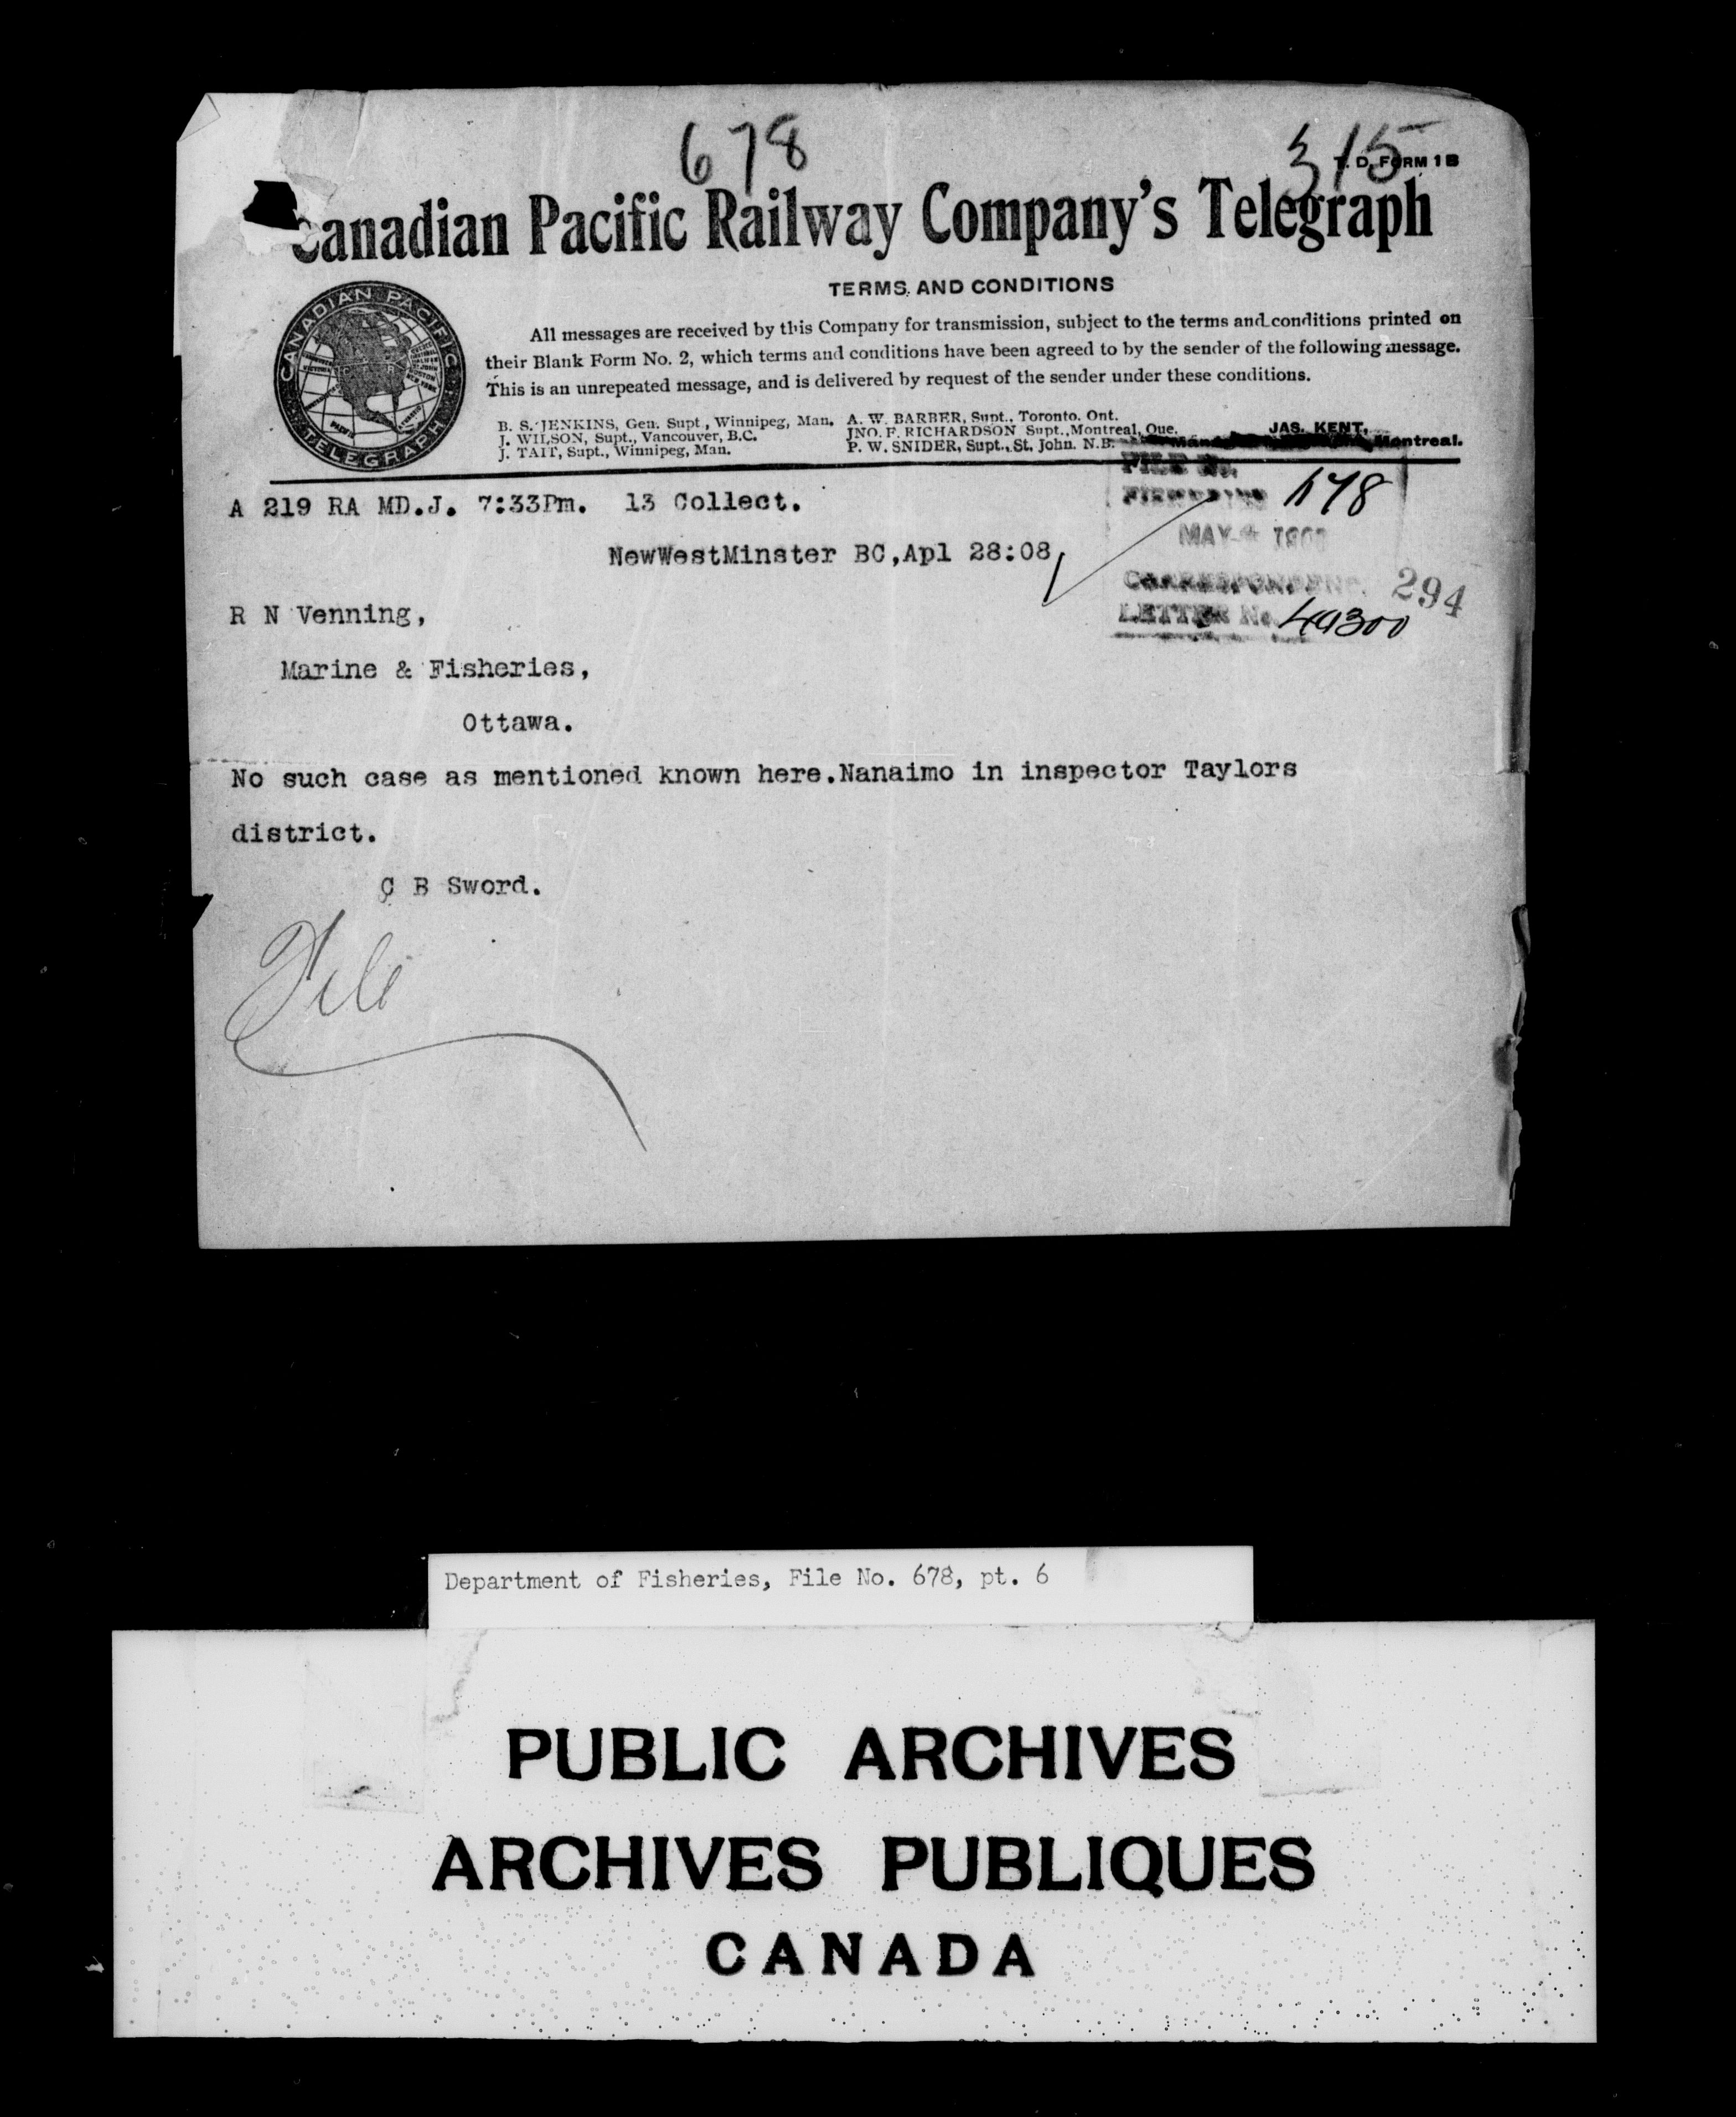 678
315
T. D. FORM 1 B
Canadian Pacific Railway Company's Telegraph
TERMS AND CONDITIONS
All messages are received by this Company for transmission, subject to the terms and conditions printed on
their Blank Form No. 2, which terms and conditions have been agreed to by the sender of the following message.
This is an unrepeated message, and is delivered by request of the sender under these conditions.
CANADIAN PACIFIC
TELEGRAPH
B. S. JENKINS, Gen. Supt., Winnipeg, Man.
J. WILSON, Supt., Vancouver, B.C.
J. TAIT, Supt., Winnipeg, Man.
A. W. BARBER, Supt., Toronto, Ont.
JNO. F. RICHARDSON Supt., Montreal, Que.
P. W. SNIDER, Supt., St. John. N.B.
JAS. KENT,
Montreal.
A 219 RA MD.J. 7:33Pm. 13 Collect.
FILE No.
678
MAY
NewWestMinster BC,Apl 28:08
CORRESPONDENCE
294
LETTER No. 49300
R N Venning,
Marine & Fisheries,
Ottawa.
No such case as mentioned known here.Nanaimo in inspector Taylors
district.
C B Sword.
File
Department of Fisheries, File No. 678, pt. 6
PUBLIC ARCHIVES
ARCHIVES PUBLIQUES
CANADA